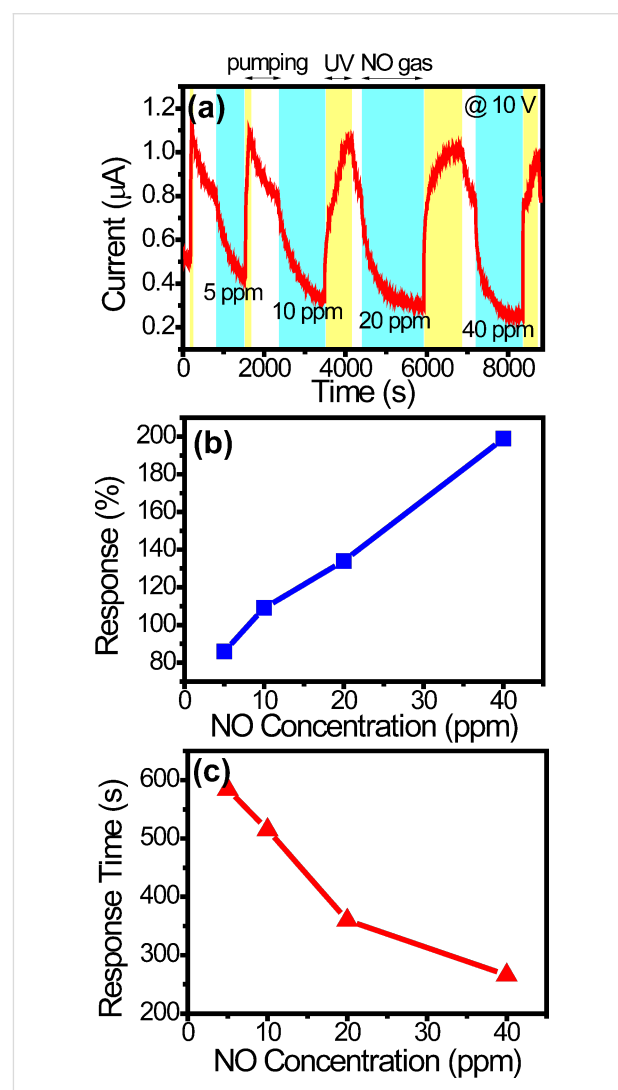 pumping UV NO gas
(a) @ 10 V
1.2
1.0
0.8
0.6
0.4
0.2
Current (μA)
5 ppm
10 ppm
20 ppm
40 ppm
0 2000 4000 6000 8000
Time (s)
(b)
200
180
160
140
120
100
80
Response (%)
0 10 20 30 40
NO Concentration (ppm)
(c)
600
500
400
300
200
Response Time (s)
0 10 20 30 40
NO Concentration (ppm)